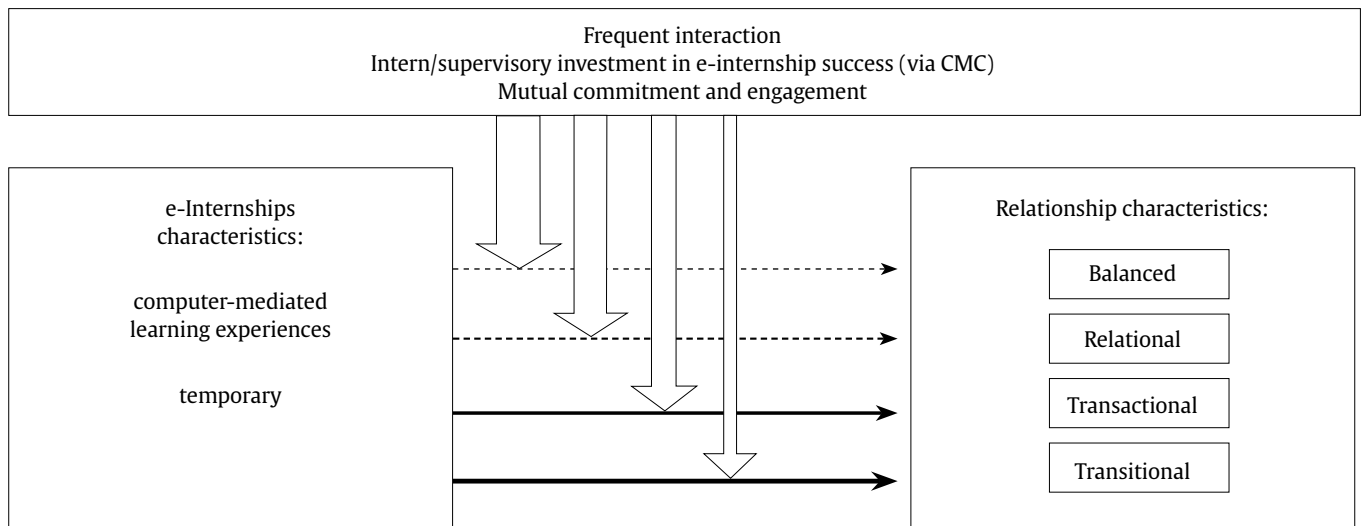 Frequent interaction
Intern/supervisory investment in e-internship success (via CMC)
Mutual commitment and engagement
e-Internships
characteristics:
computer-mediated
learning experiences
temporary
Relationship characteristics:
Balanced
Relational
Transactional
Transitional